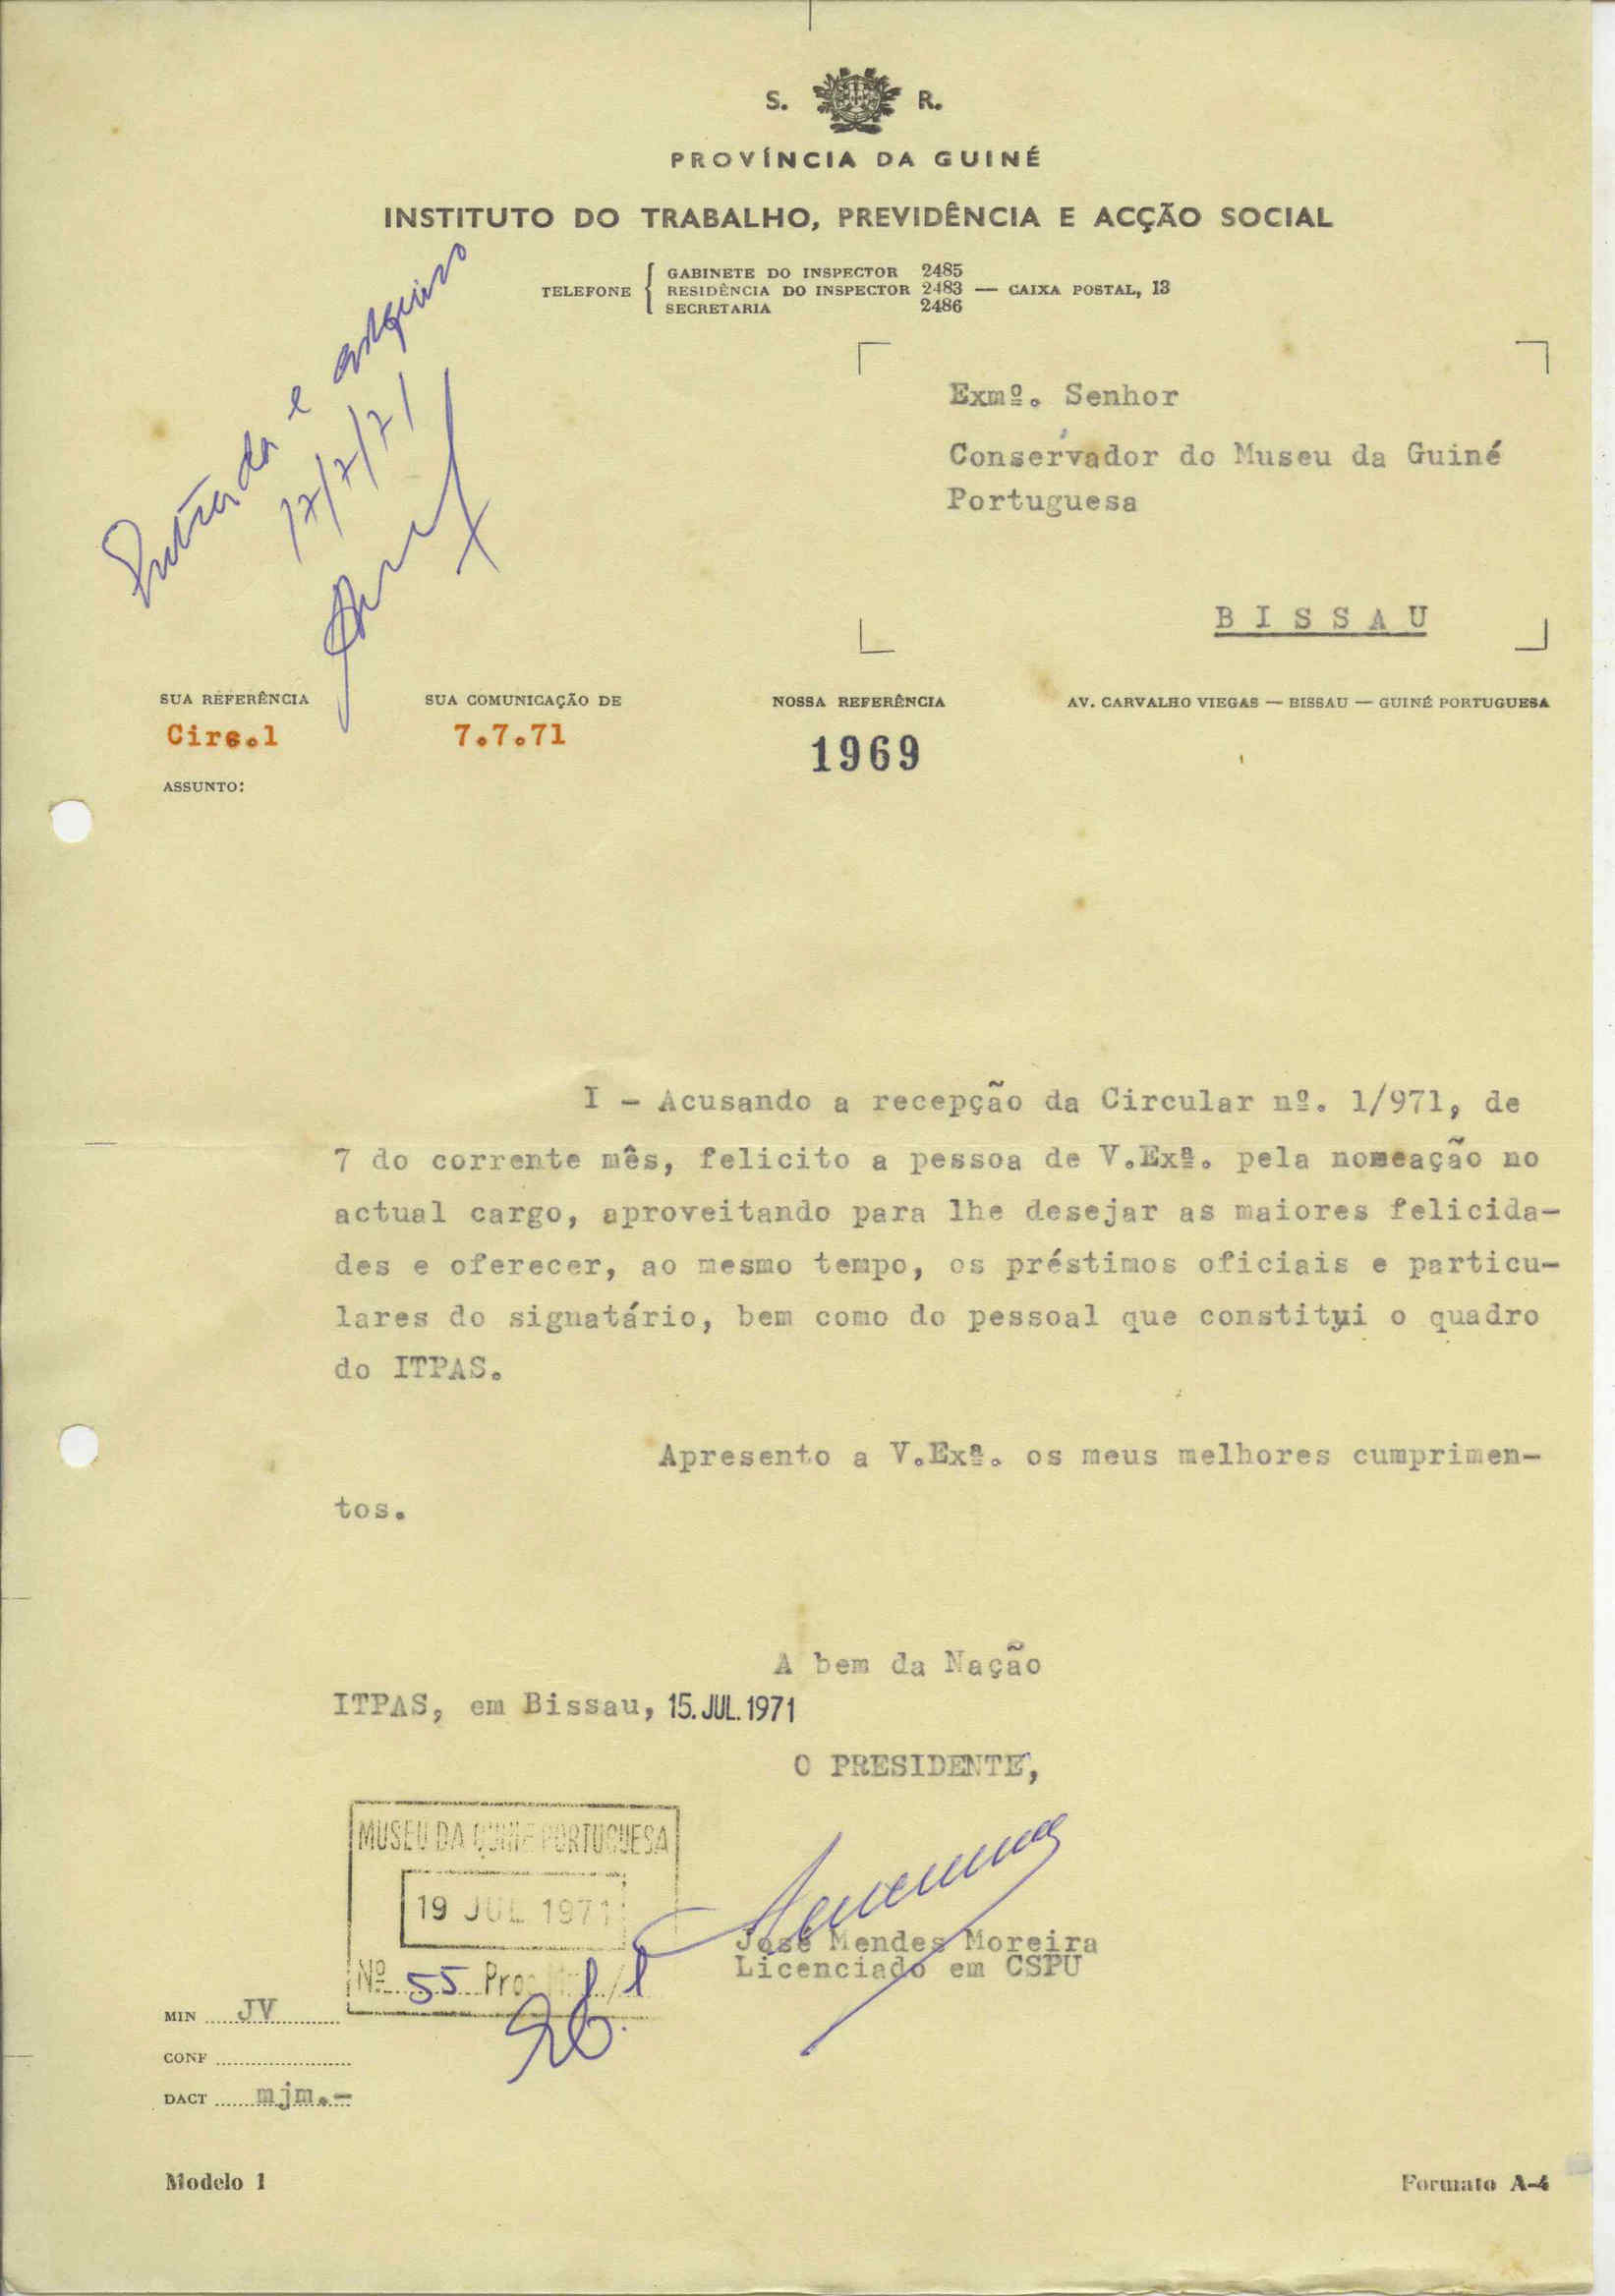 S. R.
PROVÍNCIA DA GUINÉ
INSTITUTO DO TRABALHO, PREVIDÊNCIA E ACÇÃO SOCIAL
TELEFONE
GABINETE DO INSPECTOR 2485
RESIDÊNCIA DO INSPECTOR 2483 — CAIXA POSTAL, 13
SECRETARIA 2486
Entrada e arquivo
17/7/71
Exmº. Senhor
Conservador do Museu da Guiné
Portuguesa
B I S S A U
SUA REFERÊNCIA SUA COMUNICAÇÃO DE NOSSA REFERÊNCIA AV. CARVALHO VIEGAS — BISSAU — GUINÉ PORTUGUESA
Circ.1 7.7.71 1969
ASSUNTO:
I - Acusando a recepção da Circular nº. 1/971, de
7 do corrente mês, felicito a pessoa de V.Exª. pela nomeação no
actual cargo, aproveitando para lhe desejar as maiores felicida-
des e oferecer, ao mesmo tempo, os préstimos oficiais e particu-
lares do signatário, bem como do pessoal que constitui o quadro
do ITPAS.
Apresento a V.Exª. os meus melhores cumprimen-
tos.
A bem da Nação
ITPAS, em Bissau, 15. JUL. 1971
O PRESIDENTE,
MUSEU DA GUINÉ PORTUGUESA
19 JUL 1971
José Mendes Moreira
Licenciado em CSPU
Nº 55
MIN JV
CONF
DACT mjm.-
Modelo 1 Formato A-4